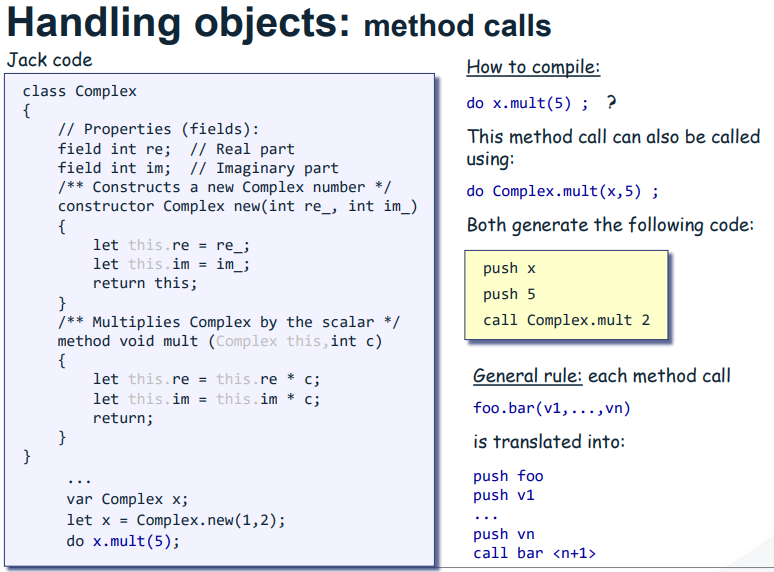 Handling objects: method calls
Jack code
class Complex
{
// Properties (fields):
field int re; // Real part
field int im; // Imaginary part
/** Constructs a new Complex number */
constructor Complex new(int re_, int im_)
{
let this.re = re_;
let this.im = im_;
return this;
}
/** Multiplies Complex by the scalar */
method void mult (Complex this,int c)
{
let this.re = this.re * c;
let this.im = this.im * c;
return;
}
}
...
var Complex x;
let x = Complex.new(1,2);
do x.mult(5);
How to compile:
do x.mult(5) ; ?
This method call can also be called
using:
do Complex.mult(x,5) ;
Both generate the following code:
push x
push 5
call Complex.mult 2
General rule: each method call
foo.bar(v1,...,vn)
is translated into:
push foo
push v1
...
push vn
call bar <n+1>